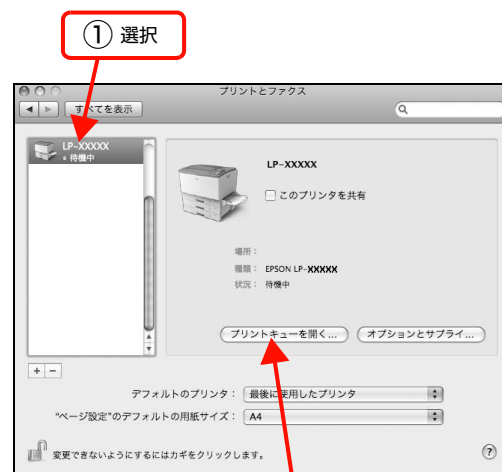 ① 選択
プリントとファクス
すべてを表示
LP-XXXXX
待機中
LP-XXXXX
このプリンタを共有
場所：
種類： EPSON LP-XXXXX
状況： 待機中
プリントキューを開く... オプションとサプライ...
+ −
デフォルトのプリンタ： 最後に使用したプリンタ
"ページ設定"のデフォルトの用紙サイズ： A4
変更できないようにするにはカギをクリックします。
?